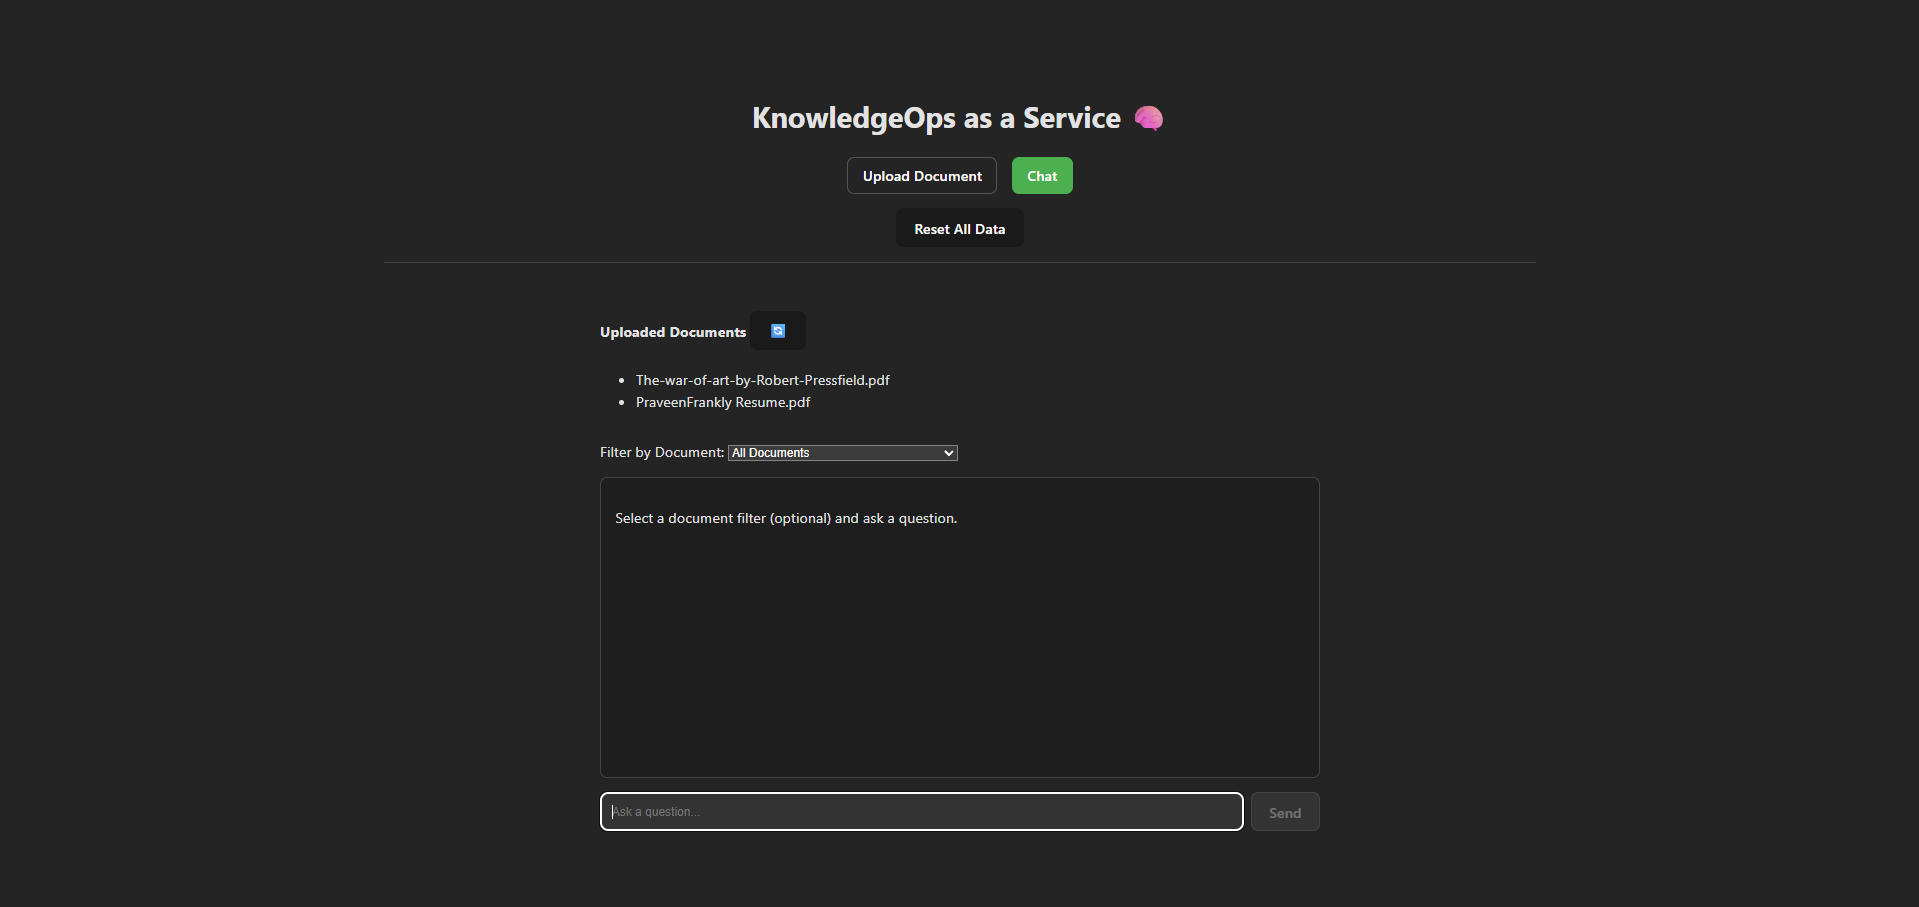 KnowledgeOps as a Service 🧠
Upload Document Chat
Reset All Data
Uploaded Documents 🔄
• The-war-of-art-by-Robert-Pressfield.pdf
• PraveenFrankly Resume.pdf
Filter by Document: All Documents
Select a document filter (optional) and ask a question.
Ask a question... Send